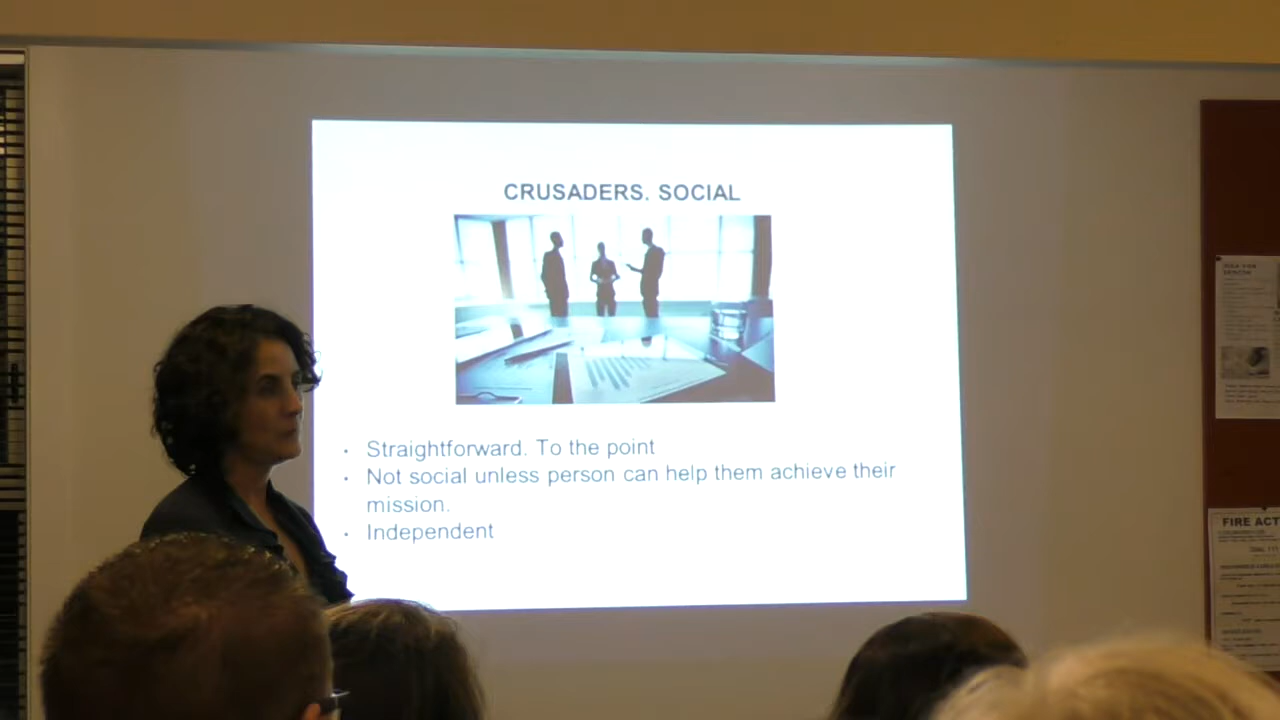 CRUSADERS. SOCIAL
• Straightforward. To the point
• Not social unless person can help them achieve their
mission.
• Independent
FIRE ACT